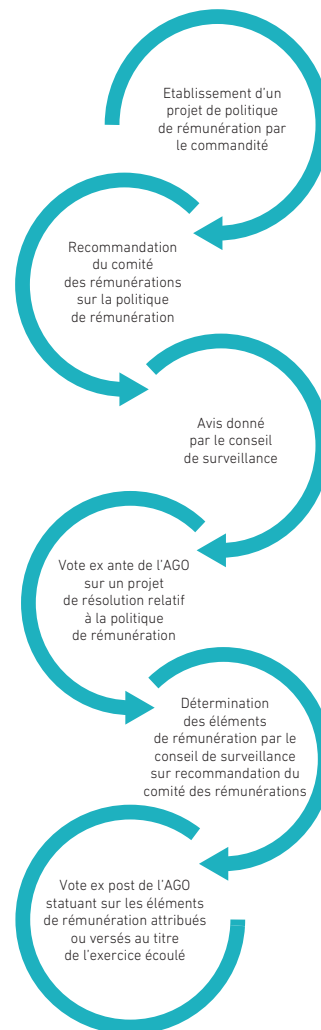 Etablissement d’un
projet de politique
de rémunération par
le commandité
Recommandation
du comité
des rémunérations
sur la politique
de rémunération
Avis donné
par le conseil
de surveillance
Vote ex ante de l’AGO
sur un projet
de résolution relatif
à la politique
de rémunération
Détermination
des éléments
de rémunération par le
conseil de surveillance
sur recommandation du
comité des rémunérations
Vote ex post de l’AGO
statuant sur les éléments
de rémunération attribués
ou versés au titre
de l’exercice écoulé